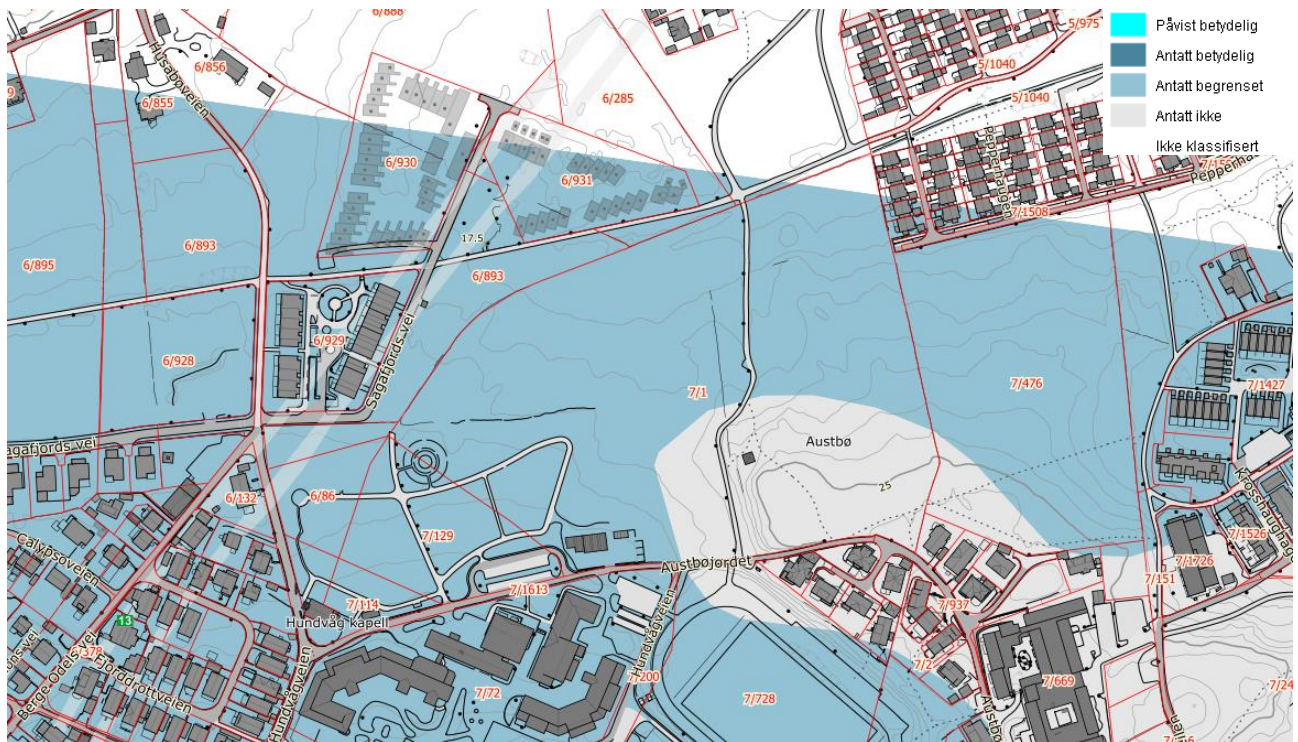 6/888
5/975
Påvist betydelig
Antatt betydelig
Antatt begrenset
Antatt ikke
Ikke klassifisert
Husabøveien
6/856
6/855
5/1040
6/285
5/1040
6/930
6/931
Pepperhaugen
7/1508
17.5
6/893
6/893
6/895
6/929
6/928
Sagafjords vei
7/1
7/476
7/1427
Austbø
25
6/132
6/86
7/129
Krosshaughag
7/1526
7/1726
7/151
Calypsoveien
Austbøjordet
7/1613
7/114
7/937
Hundvåg kapell
13
Berge Odels vei
Fjorddrottveien
Hundvågveien
Hundvågveien
7/2
7/200
7/72
7/728
7/669